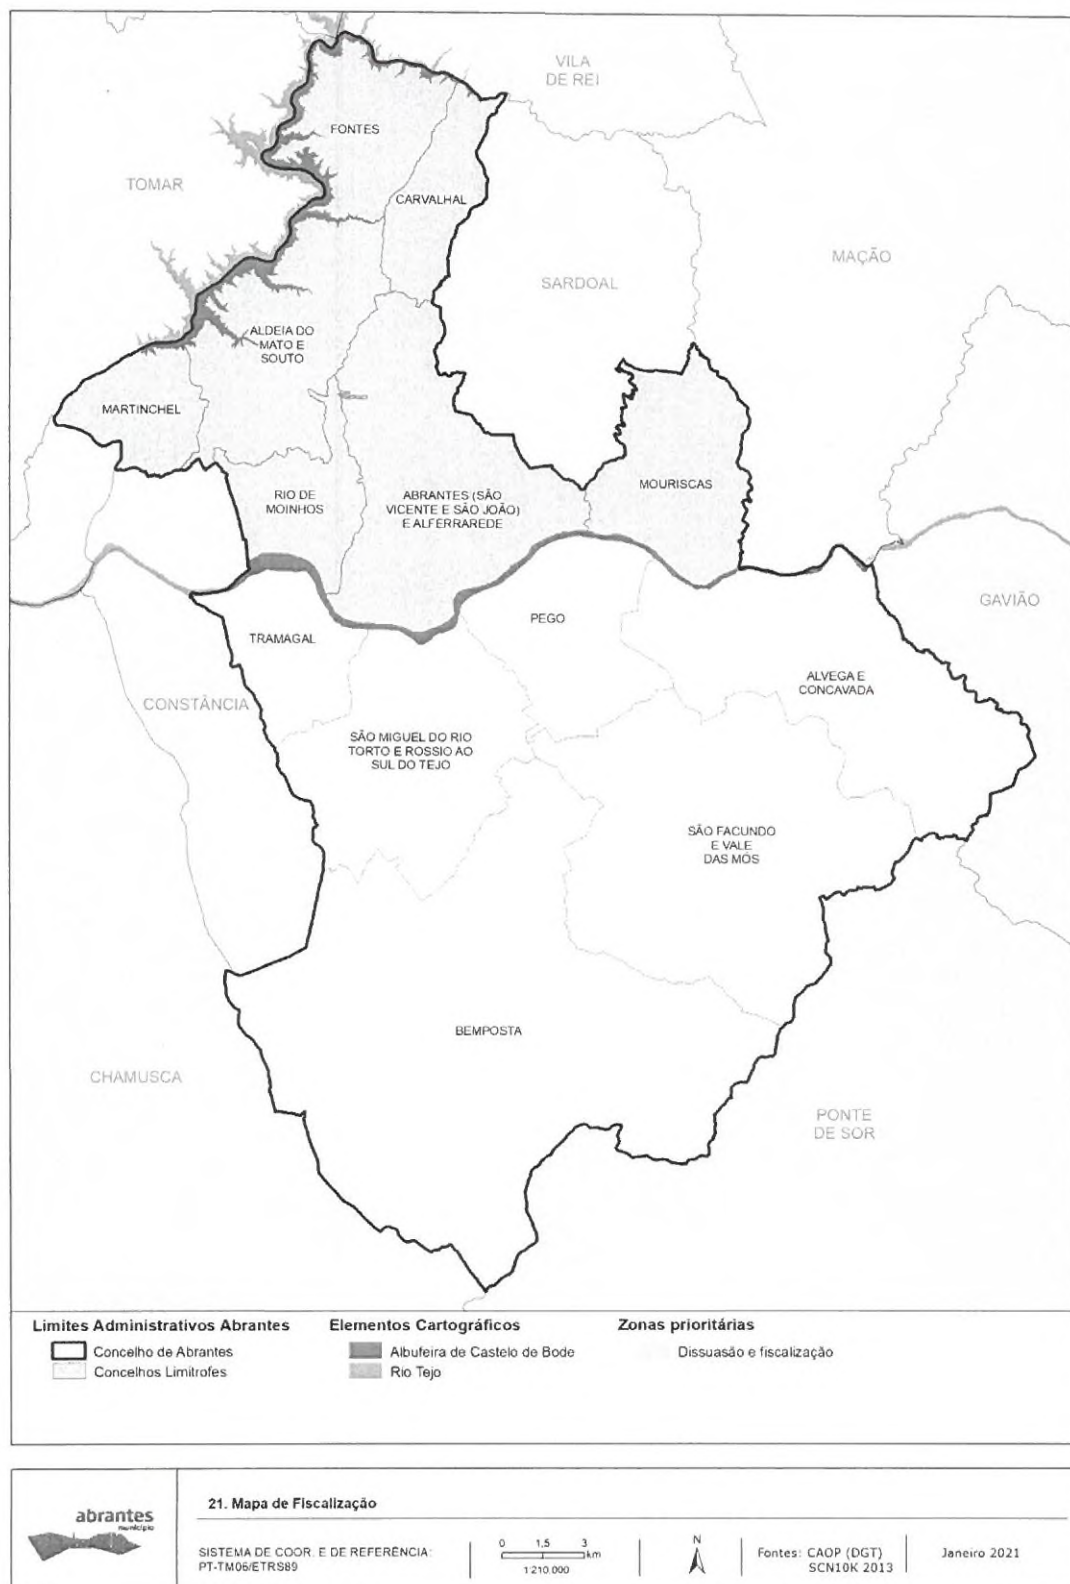 VILA
DE REI
FONTES
TOMAR
CARVALHAL
MAÇÃO
SARDOAL
ALDEIA DO
MATO E
SOUTO
MARTINCHEL
MOURISCAS
RIO DE
MOINHOS
ABRANTES (SÃO
VICENTE E SÃO JOÃO)
E ALFERRAREDE
GAVIÃO
PEGO
TRAMAGAL
ALVEGA E
CONCAVADA
CONSTÂNCIA
SÃO MIGUEL DO RIO
TORTO E ROSSIO AO
SUL DO TEJO
SÃO FACUNDO
E VALE
DAS MÓS
BEMPOSTA
CHAMUSCA
PONTE
DE SOR
Limites Administrativos Abrantes
Concelho de Abrantes
Concelhos Limitrofes
Elementos Cartográficos
Albufeira de Castelo de Bode
Rio Tejo
Zonas prioritárias
Dissuasão e fiscalização
abrantes
município
21. Mapa de Fiscalização
SISTEMA DE COOR. E DE REFERÊNCIA:
PT-TM06/ETRS89
0 1,5 3
km
1:210.000
N
Fontes: CAOP (DGT)
SCN10K 2013
Janeiro 2021